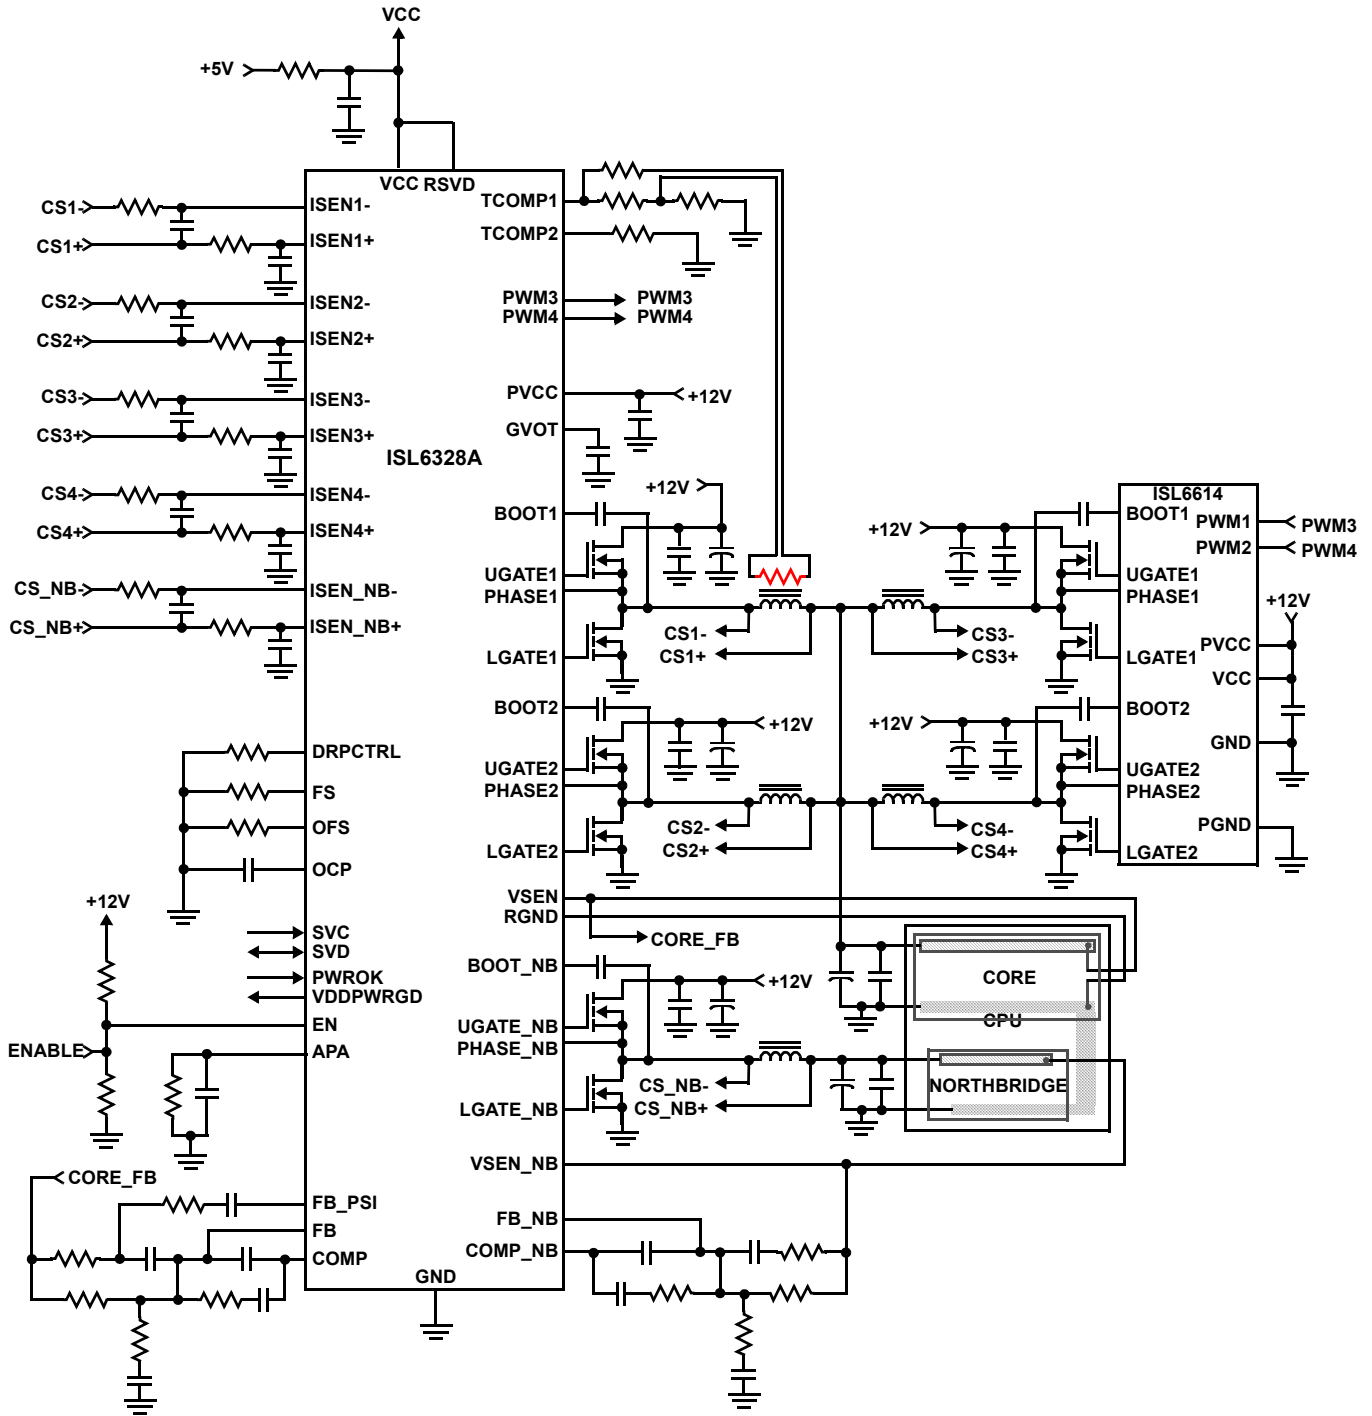 VCC
+5V
VCC RSVD
CS1-
ISEN1-
CS1+
ISEN1+
CS2-
ISEN2-
CS2+
ISEN2+
CS3-
ISEN3-
CS3+
ISEN3+
CS4-
ISEN4-
CS4+
ISEN4+
CS_NB-
ISEN_NB-
CS_NB+
ISEN_NB+
DRPCTRL
FS
OFS
OCP
+12V
SVC
SVD
PWROK
VDDPWRGD
EN
ENABLE
APA
CORE_FB
FB_PSI
FB
COMP
GND
ISL6328A
TCOMP1
TCOMP2
PWM3 PWM3
PWM4 PWM4
PVCC
+12V
GVOT
+12V
BOOT1
UGATE1
PHASE1
CS1-
CS1+
LGATE1
BOOT2
+12V
UGATE2
PHASE2
CS2-
CS2+
LGATE2
VSEN
RGND
CORE_FB
BOOT_NB
+12V
UGATE_NB
PHASE_NB
CS_NB-
CS_NB+
LGATE_NB
VSEN_NB
FB_NB
COMP_NB
+12V
CS3-
CS3+
+12V
CS4-
CS4+
ISL6614
BOOT1
PWM1
PWM3
PWM2
PWM4
UGATE1
PHASE1
+12V
PVCC
LGATE1
VCC
BOOT2
GND
UGATE2
PHASE2
PGND
LGATE2
CORE
CPU
NORTHBRIDGE